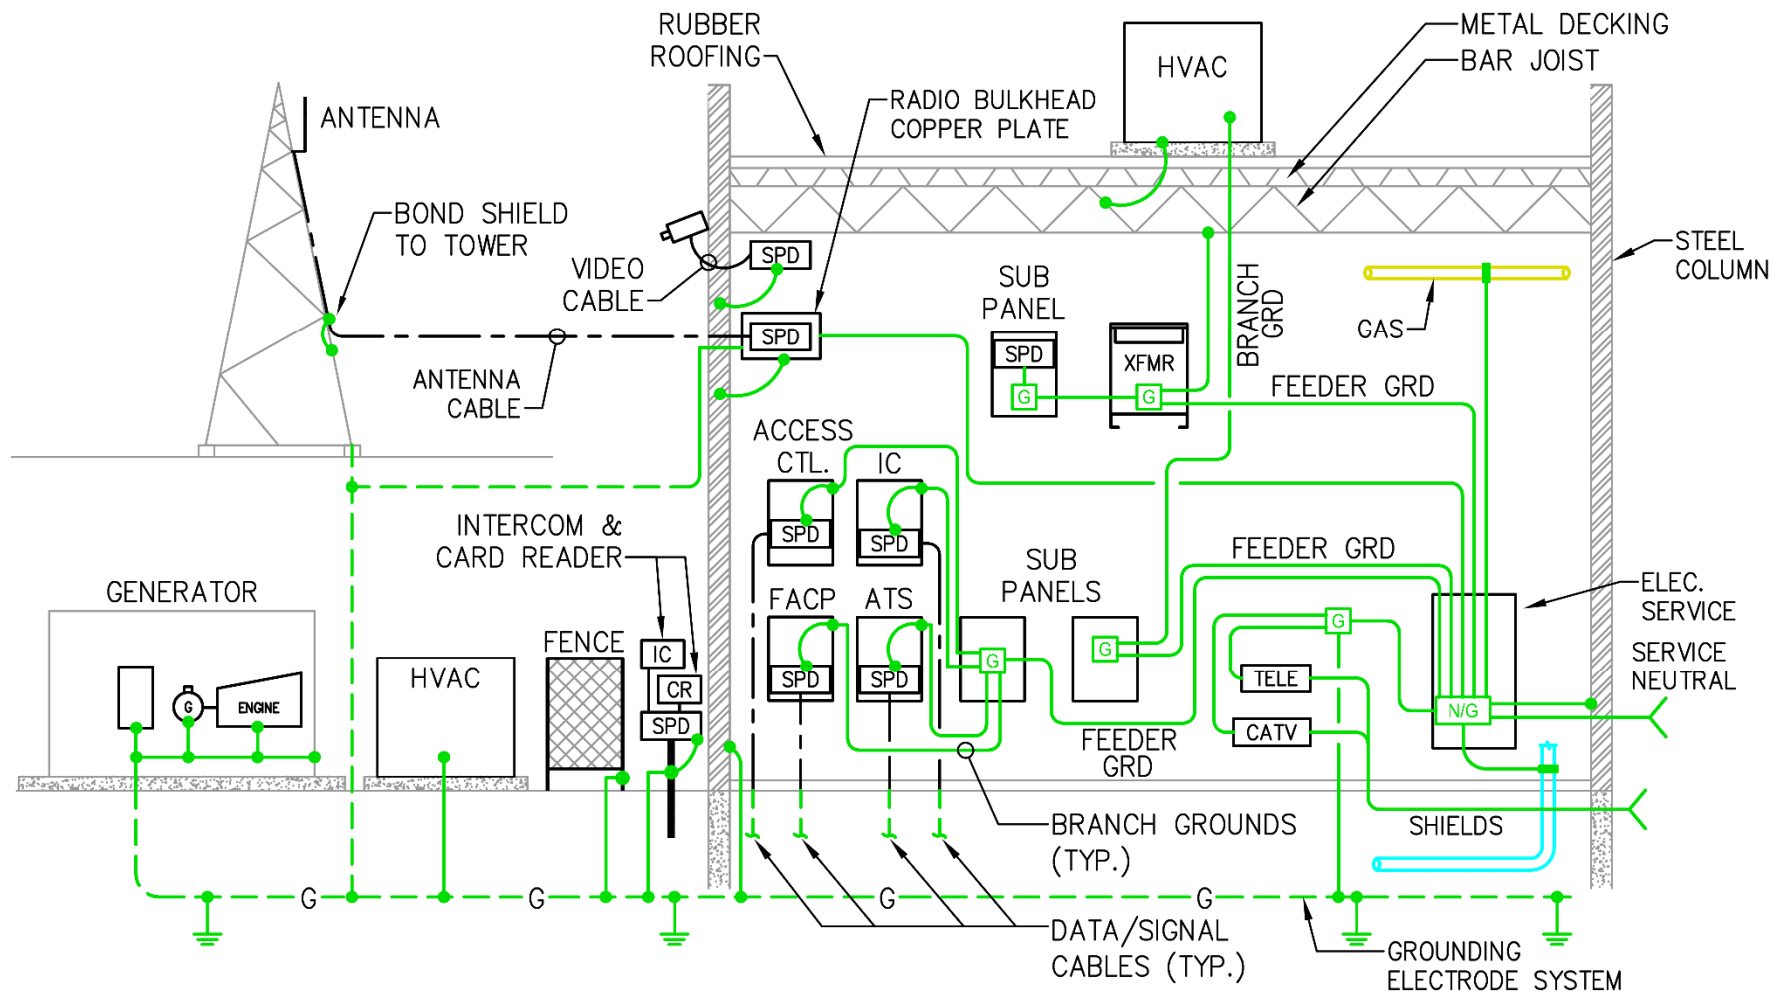 RUBBER
ROOFING
HVAC
METAL DECKING
BAR JOIST
ANTENNA
RADIO BULKHEAD
COPPER PLATE
BOND SHIELD
TO TOWER
VIDEO
CABLE
SPD
SUB
PANEL
BRANCH
GRD
GAS
STEEL
COLUMN
SPD
SPD
XFMR
G
G
FEEDER GRD
ANTENNA
CABLE
ACCESS
CTL.
IC
SPD
SPD
INTERCOM &
CARD READER
SUB
PANELS
FEEDER GRD
ELEC.
SERVICE
GENERATOR
FACP
ATS
FENCE
IC
HVAC
CR
SPD
G
ENGINE
SPD
SPD
G
G
G
TELE
CATV
N/G
SERVICE
NEUTRAL
FEEDER
GRD
BRANCH GROUNDS
(TYP.)
SHIELDS
G
G
G
G
DATA/SIGNAL
CABLES (TYP.)
GROUNDING
ELECTRODE SYSTEM